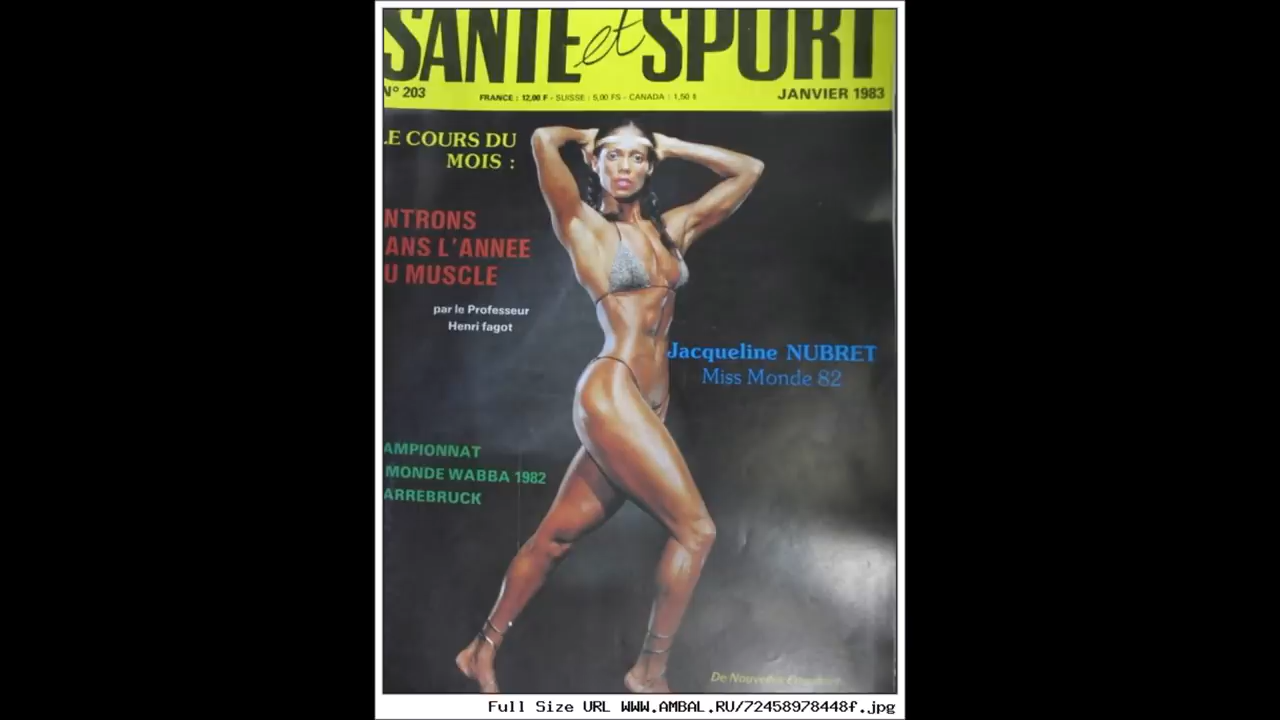 SANTE et SPORT
N° 203
FRANCE : 12,00 F - SUISSE : 5,00 FS - CANADA : 1,50 $
JANVIER 1983
LE COURS DU
MOIS :
NTRONS
ANS L'ANNEE
U MUSCLE
par le Professeur
Henri fagot
Jacqueline NUBRET
Miss Monde 82
AMPIONNAT
MONDE WABBA 1982
ARREBRUCK
De Nouvelles
Full Size URL WWW.AMBAL.RU/72458978448f.jpg